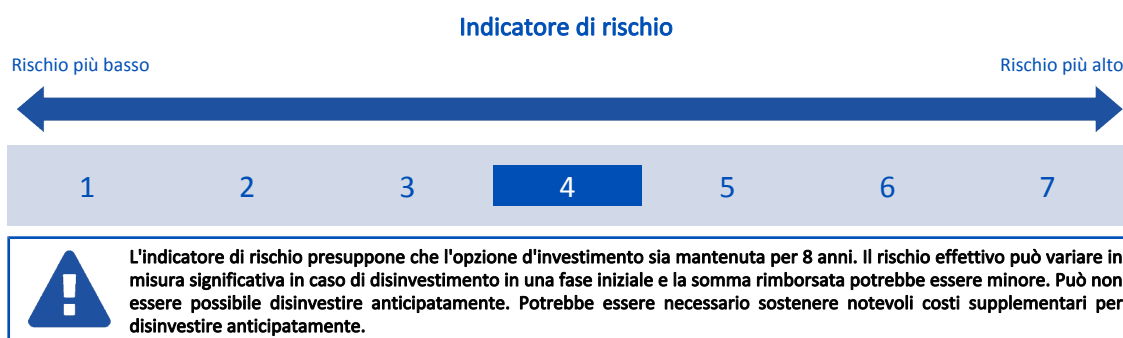 Indicatore di rischio
Rischio più basso
Rischio più alto
1 2 3 4 5 6 7
L'indicatore di rischio presuppone che l'opzione d'investimento sia mantenuta per 8 anni. Il rischio effettivo può variare in
misura significativa in caso di disinvestimento in una fase iniziale e la somma rimborsata potrebbe essere minore. Può non
essere possibile disinvestire anticipatamente. Potrebbe essere necessario sostenere notevoli costi supplementari per
disinvestire anticipatamente.